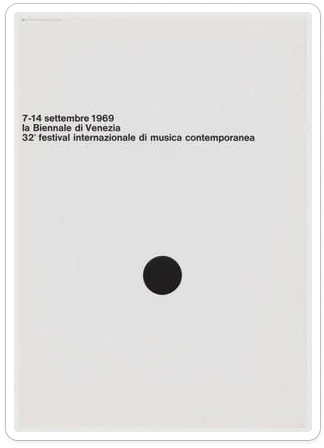 7-14 settembre 1969
la Biennale di Venezia
32° festival internazionale di musica contemporanea